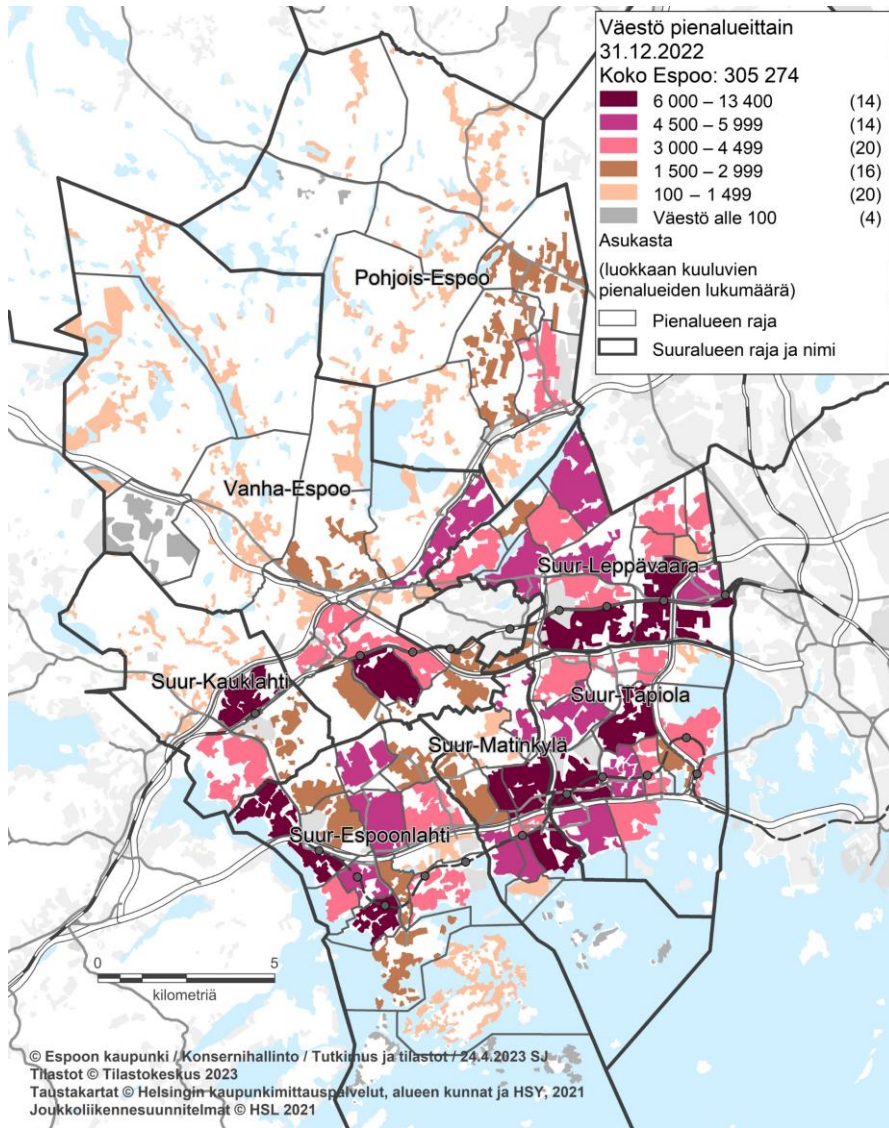 Väestö pienalueittain
31.12.2022
Koko Espoo: 305 274
6 000 – 13 400 (14)
4 500 – 5 999 (14)
3 000 – 4 499 (20)
1 500 – 2 999 (16)
100 – 1 499 (20)
Väestö alle 100 (4)
Asukasta
(luokkaan kuuluvien
pienalueiden lukumäärä)
Pienalueen raja
Suuralueen raja ja nimi
Pohjois-Espoo
Vanha-Espoo
Suur-Leppävaara
Suur-Kauklahti
Suur-Tapiola
Suur-Matinkylä
Suur-Espoonlahti
0 5
kilometriä
© Espoon kaupunki / Konsernihallinto / Tutkimus ja tilastot / 24.4.2023 SJ
Tilastot © Tilastokeskus 2023
Taustakartat © Helsingin kaupunkimittauspalvelut, alueen kunnat ja HSY, 2021
Joukkoliikennesuunnitelmat © HSL 2021